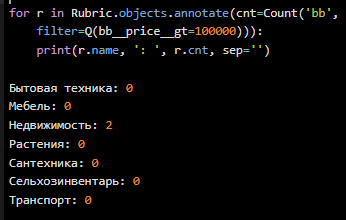 for r in Rubric.objects.annotate(cnt=Count('bb',
    filter=Q(bb__price__gt=100000))):
    print(r.name, ': ', r.cnt, sep='')

Бытовая техника: 0
Мебель: 0
Недвижимость: 2
Растения: 0
Сантехника: 0
Сельхозинвентарь: 0
Транспорт: 0